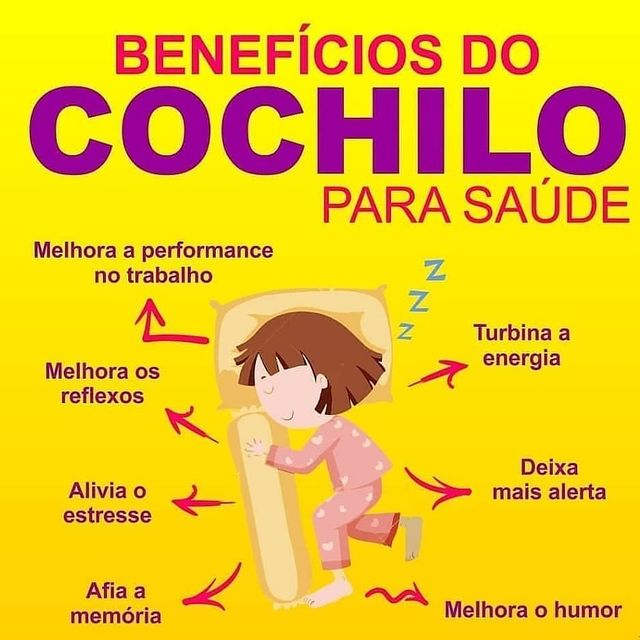 BENEFÍCIOS DO
COCHILO
PARA SAÚDE
Melhora a performance
no trabalho
Z
Z
Z
Turbina a
energia
Melhora os
reflexos
Deixa
mais alerta
Alivia o
estresse
Afia a
memória
Melhora o humor